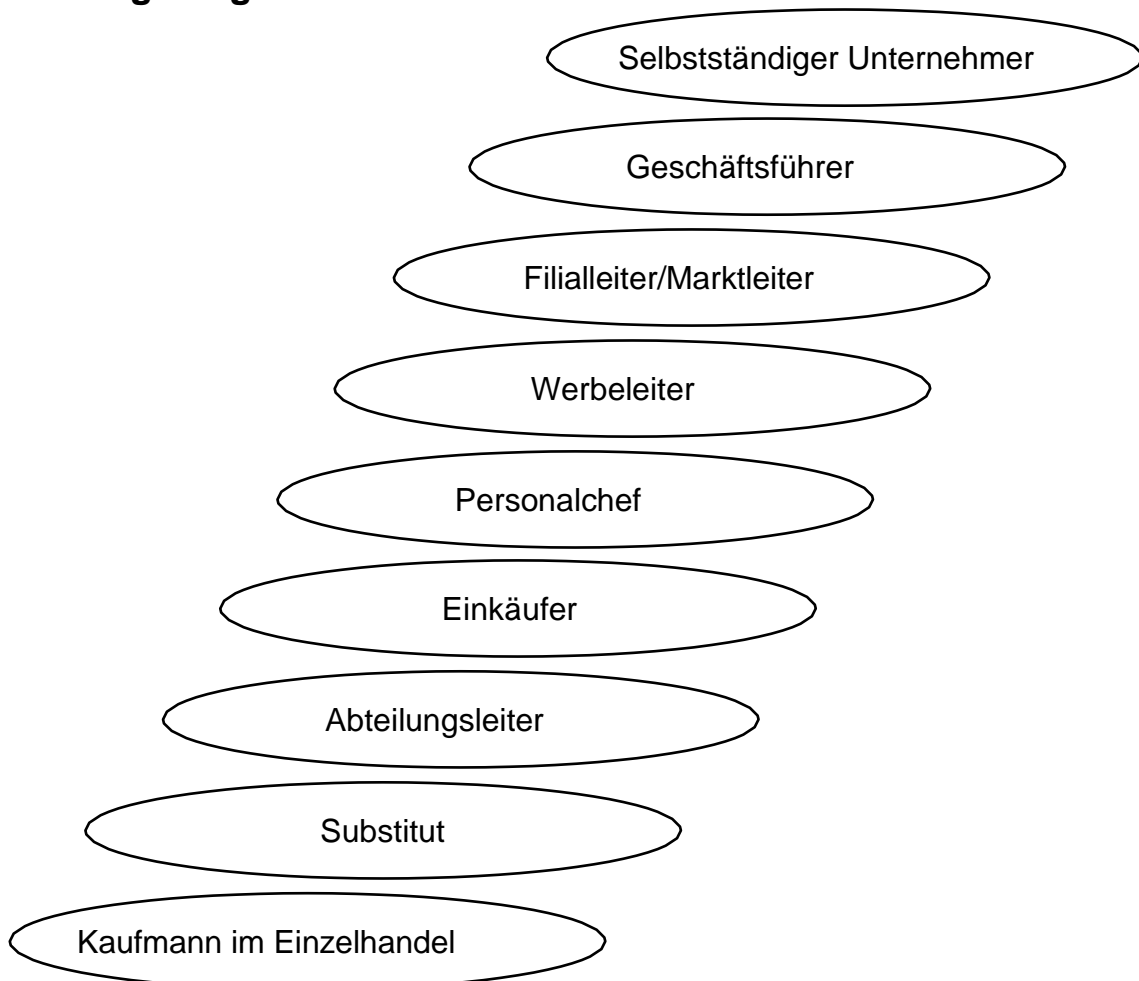 Selbstständiger Unternehmer
Geschäftsführer
Filialleiter/Marktleiter
Werbeleiter
Personalchef
Einkäufer
Abteilungsleiter
Substitut
Kaufmann im Einzelhandel